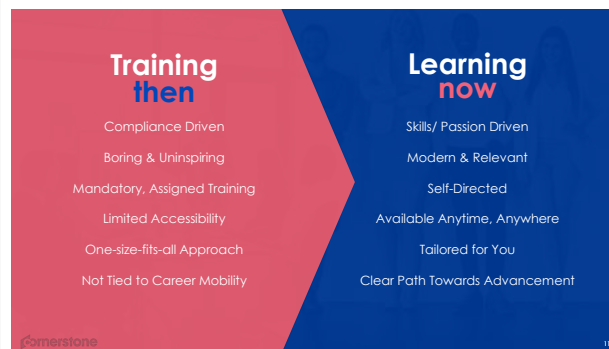 Training
then
Compliance Driven
Boring & Uninspiring
Mandatory, Assigned Training
Limited Accessibility
One-size-fits-all Approach
Not Tied to Career Mobility
Learning
now
Skills/ Passion Driven
Modern & Relevant
Self-Directed
Available Anytime, Anywhere
Tailored for You
Clear Path Towards Advancement
cornerstone